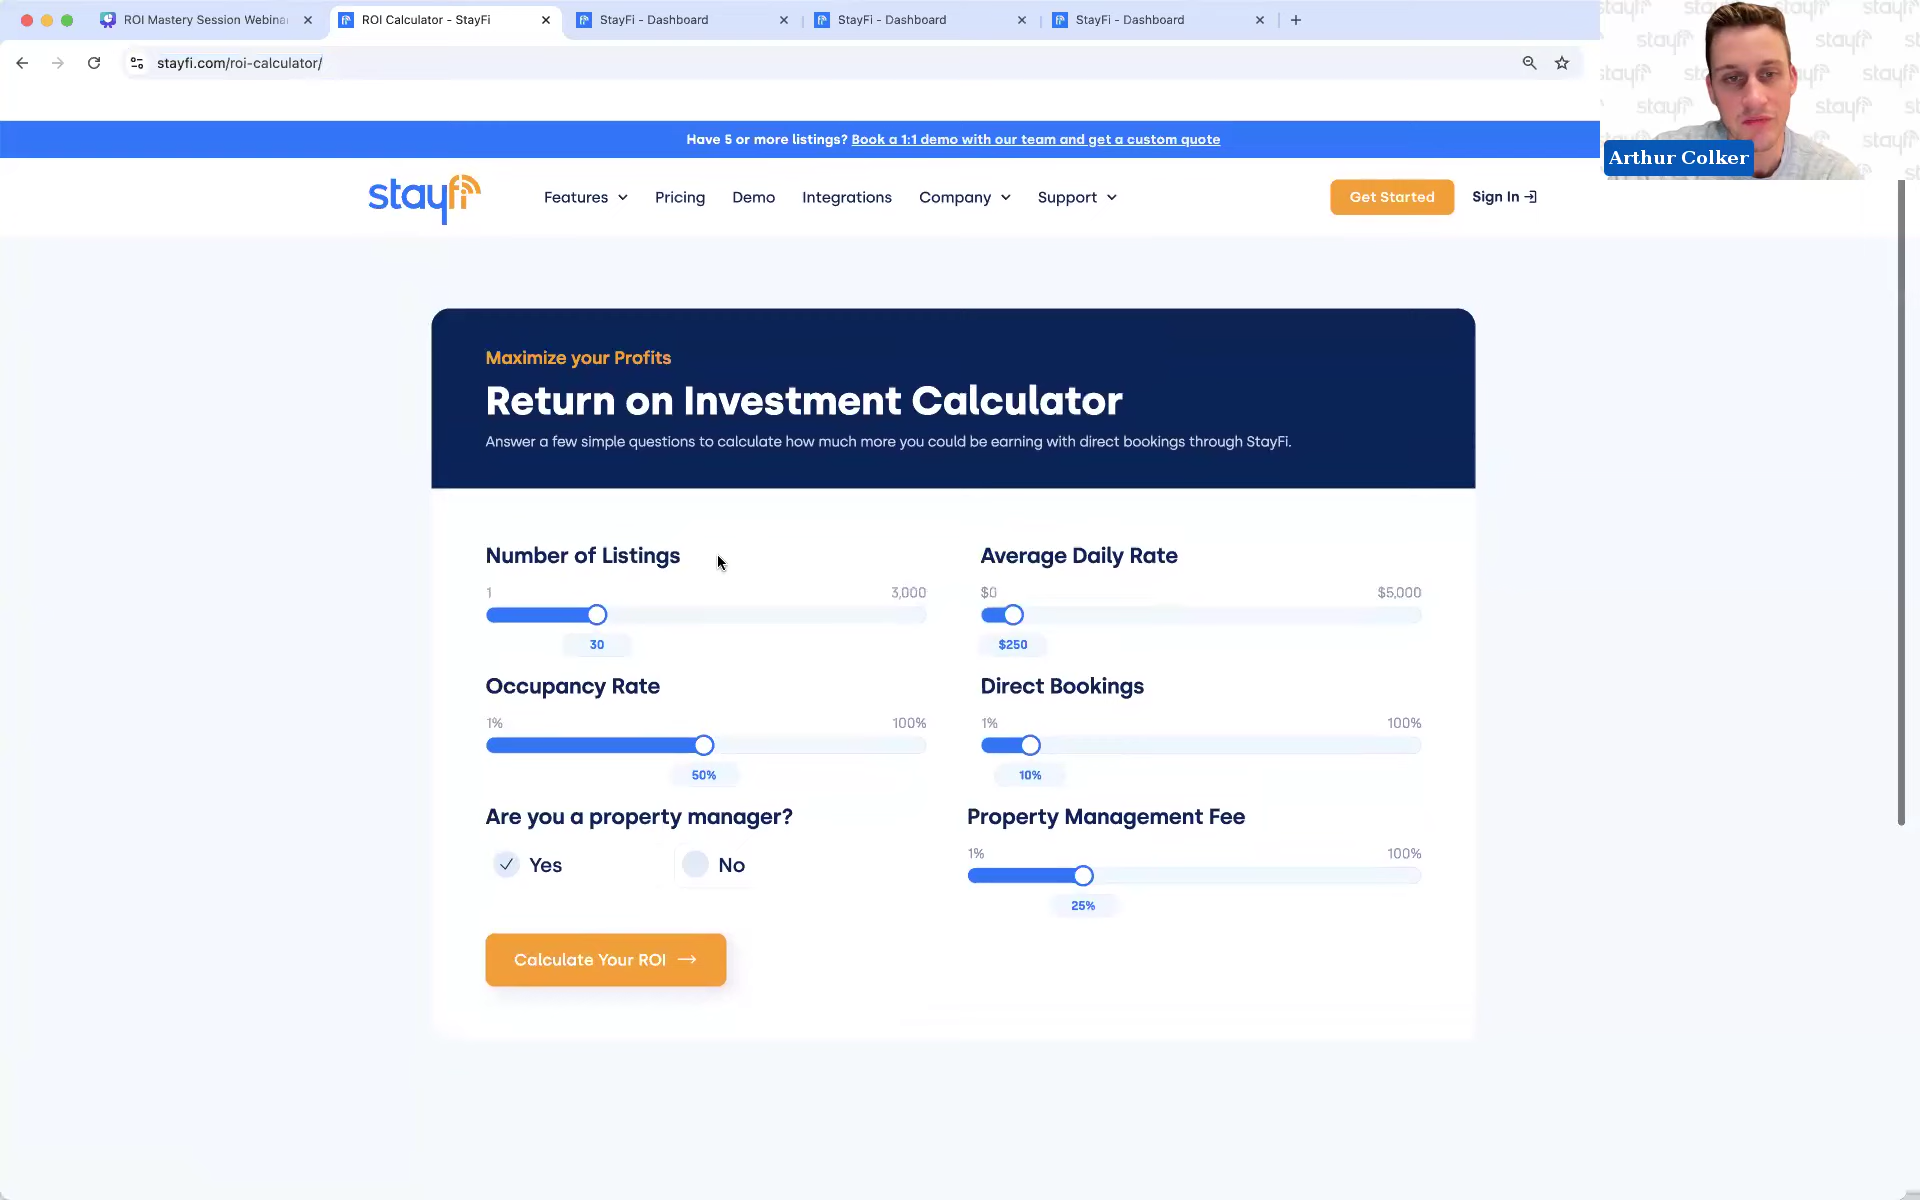 ROI Mastery Session Webina
ROI Calculator - StayFi
StayFi - Dashboard
StayFi - Dashboard
StayFi - Dashboard
stayfi.com/roi-calculator/
Arthur Colker
Have 5 or more listings? Book a 1:1 demo with our team and get a custom quote
stayfi
Features
Pricing
Demo
Integrations
Company
Support
Get Started
Sign In
Maximize your Profits
Return on Investment Calculator
Answer a few simple questions to calculate how much more you could be earning with direct bookings through StayFi.
Number of Listings
1
3,000
30
Average Daily Rate
$0
$5,000
$250
Occupancy Rate
1%
100%
50%
Direct Bookings
1%
100%
10%
Are you a property manager?
Yes
No
Property Management Fee
1%
100%
25%
Calculate Your ROI